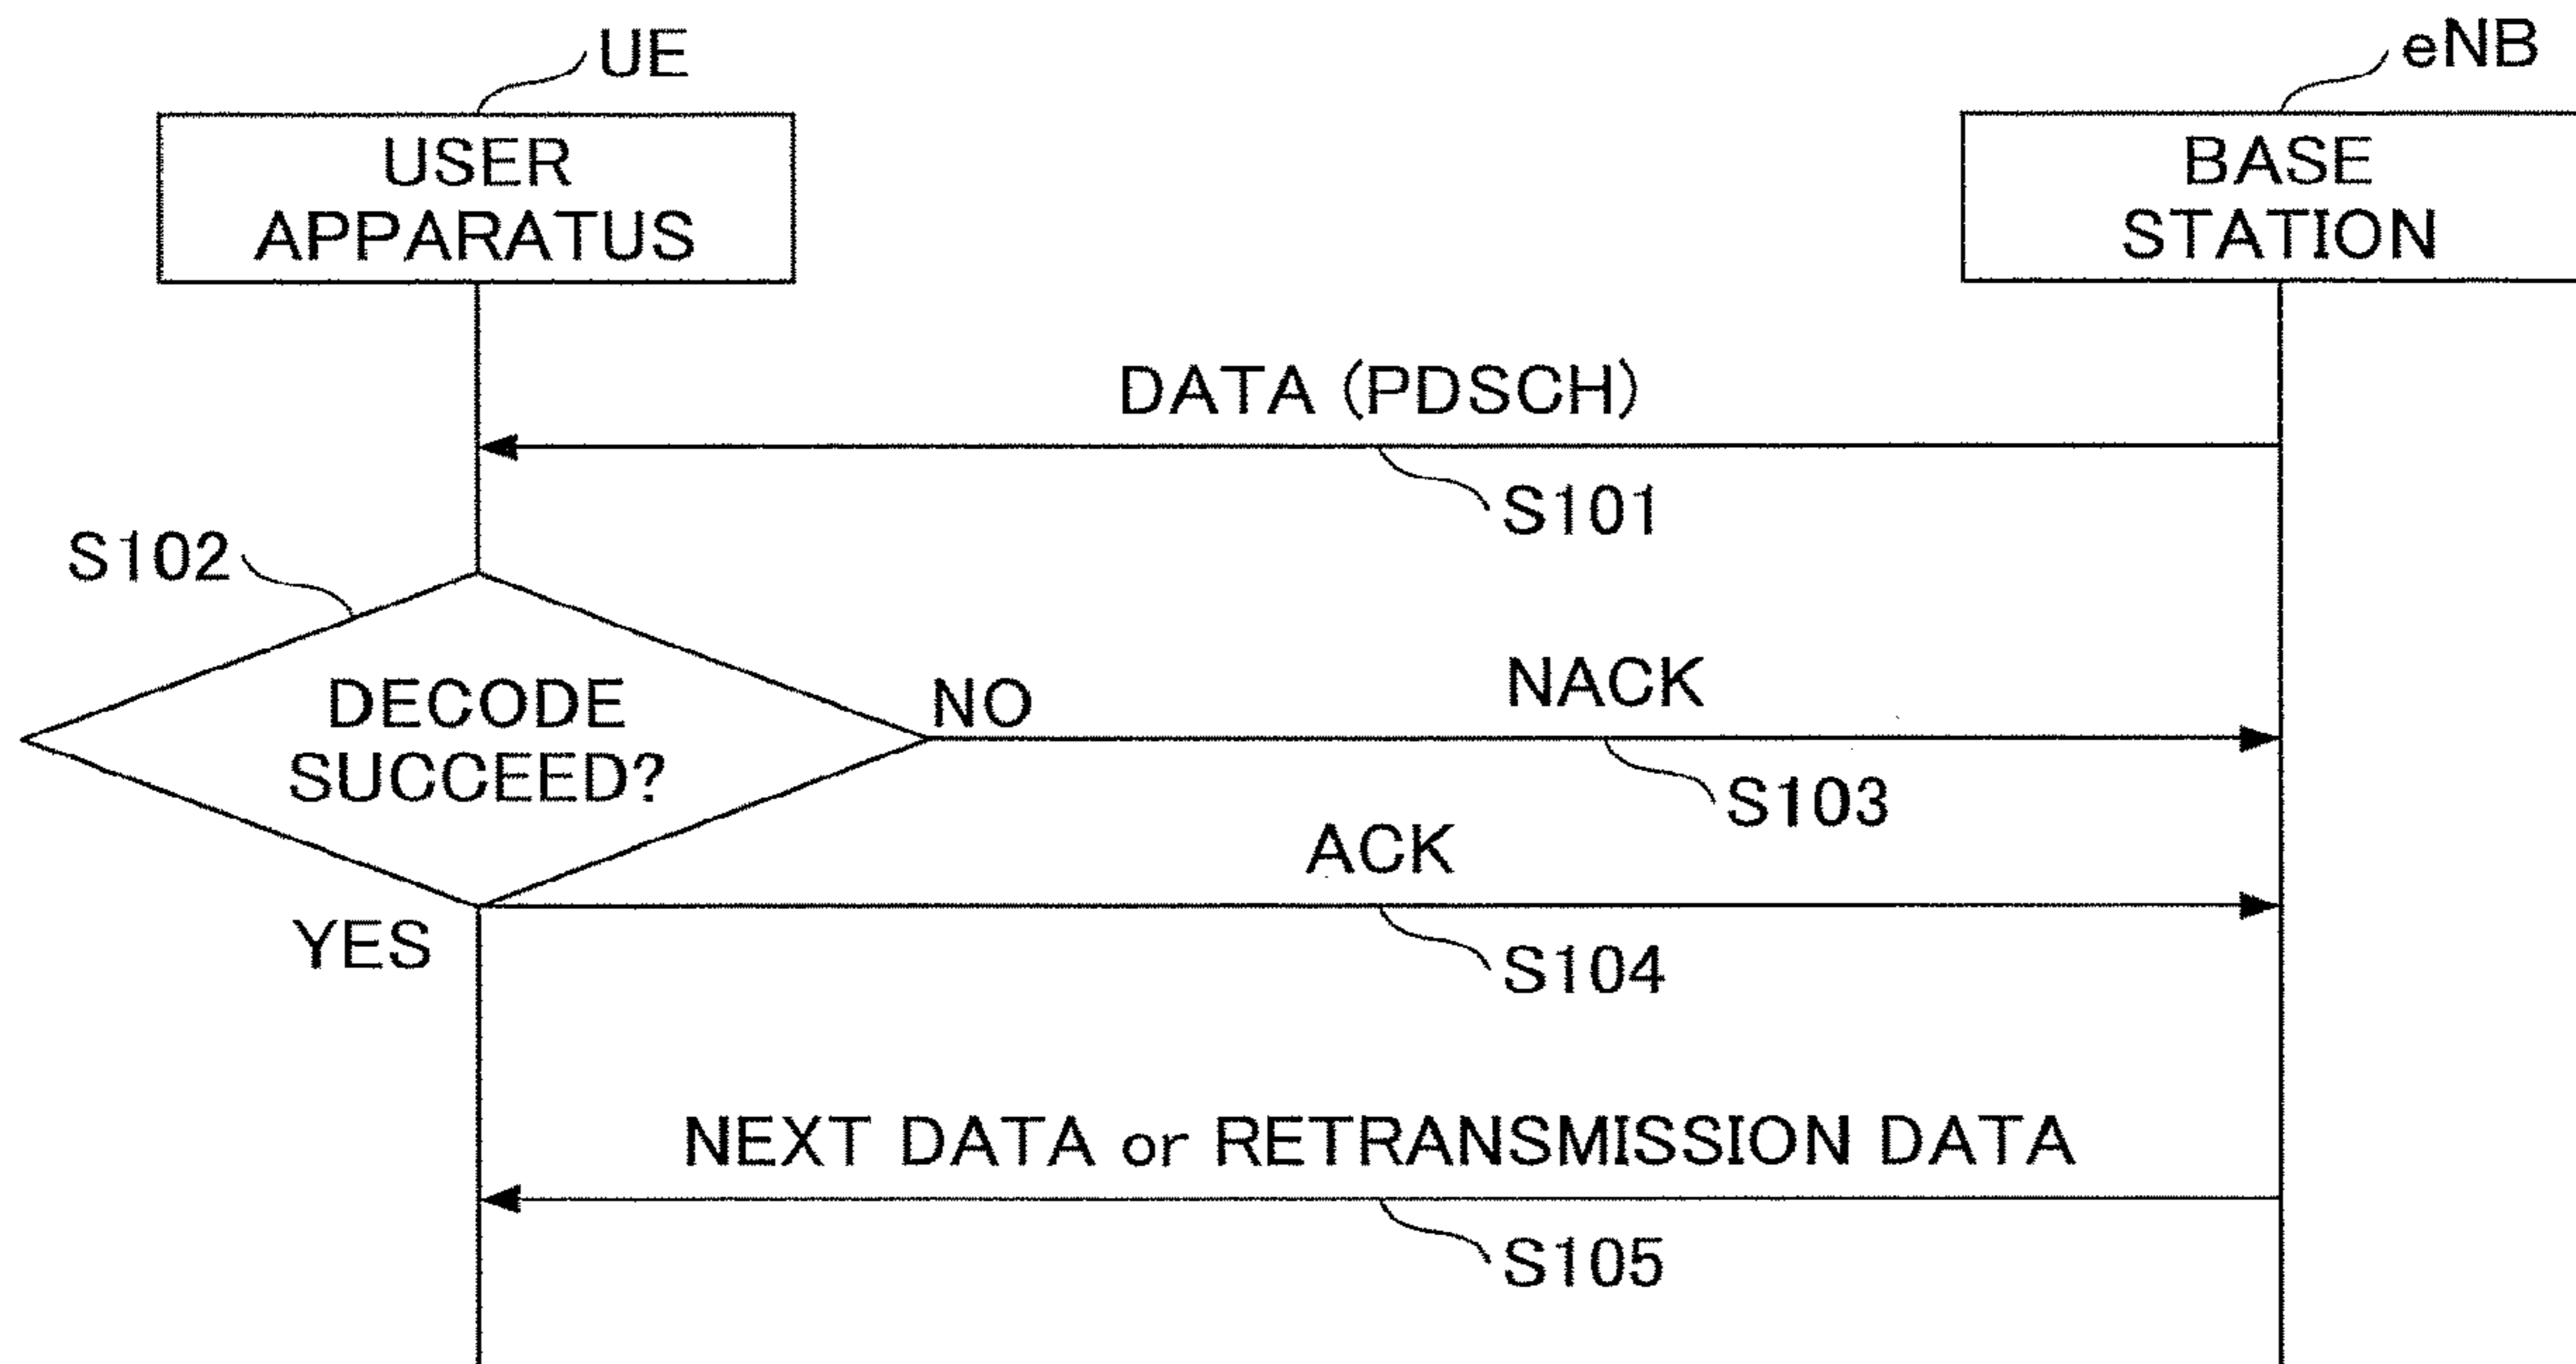 UE
eNB
USER
APPARATUS
BASE
STATION
DATA (PDSCH)
S101
S102
DECODE
SUCCEED?
NO
NACK
S103
ACK
YES
S104
NEXT DATA or RETRANSMISSION DATA
S105